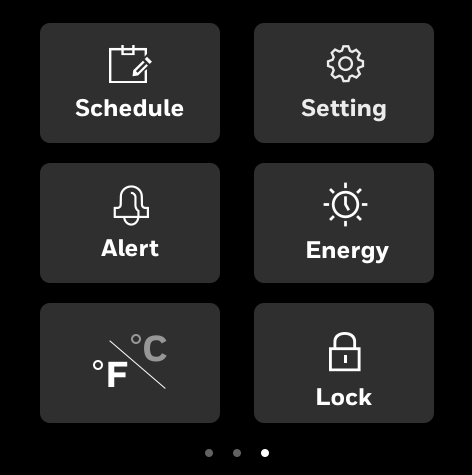 Schedule
Setting
Alert
Energy
°C
°F
Lock